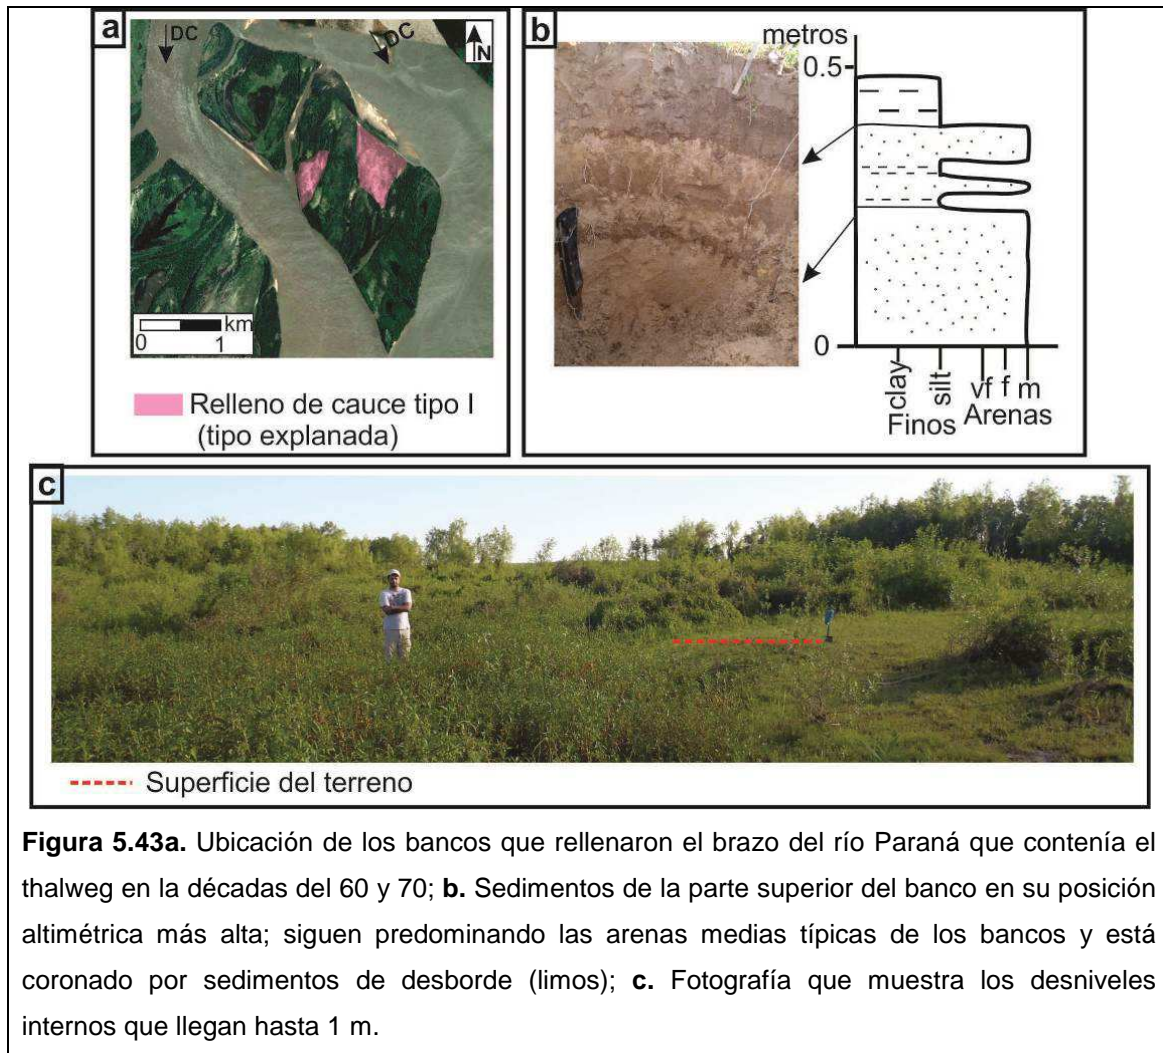 a
DC
DC
N
km
0 1
Relleno de cauce tipo I
(tipo explanada)
b
metros
0.5
0
clay
silt
vf
f
m
Finos
Arenas
c
Superficie del terreno
Figura 5.43a. Ubicación de los bancos que rellenaron el brazo del río Paraná que contenía el
thalweg en la décadas del 60 y 70; b. Sedimentos de la parte superior del banco en su posición
altimétrica más alta; siguen predominando las arenas medias típicas de los bancos y está
coronado por sedimentos de desborde (limos); c. Fotografía que muestra los desniveles
internos que llegan hasta 1 m.